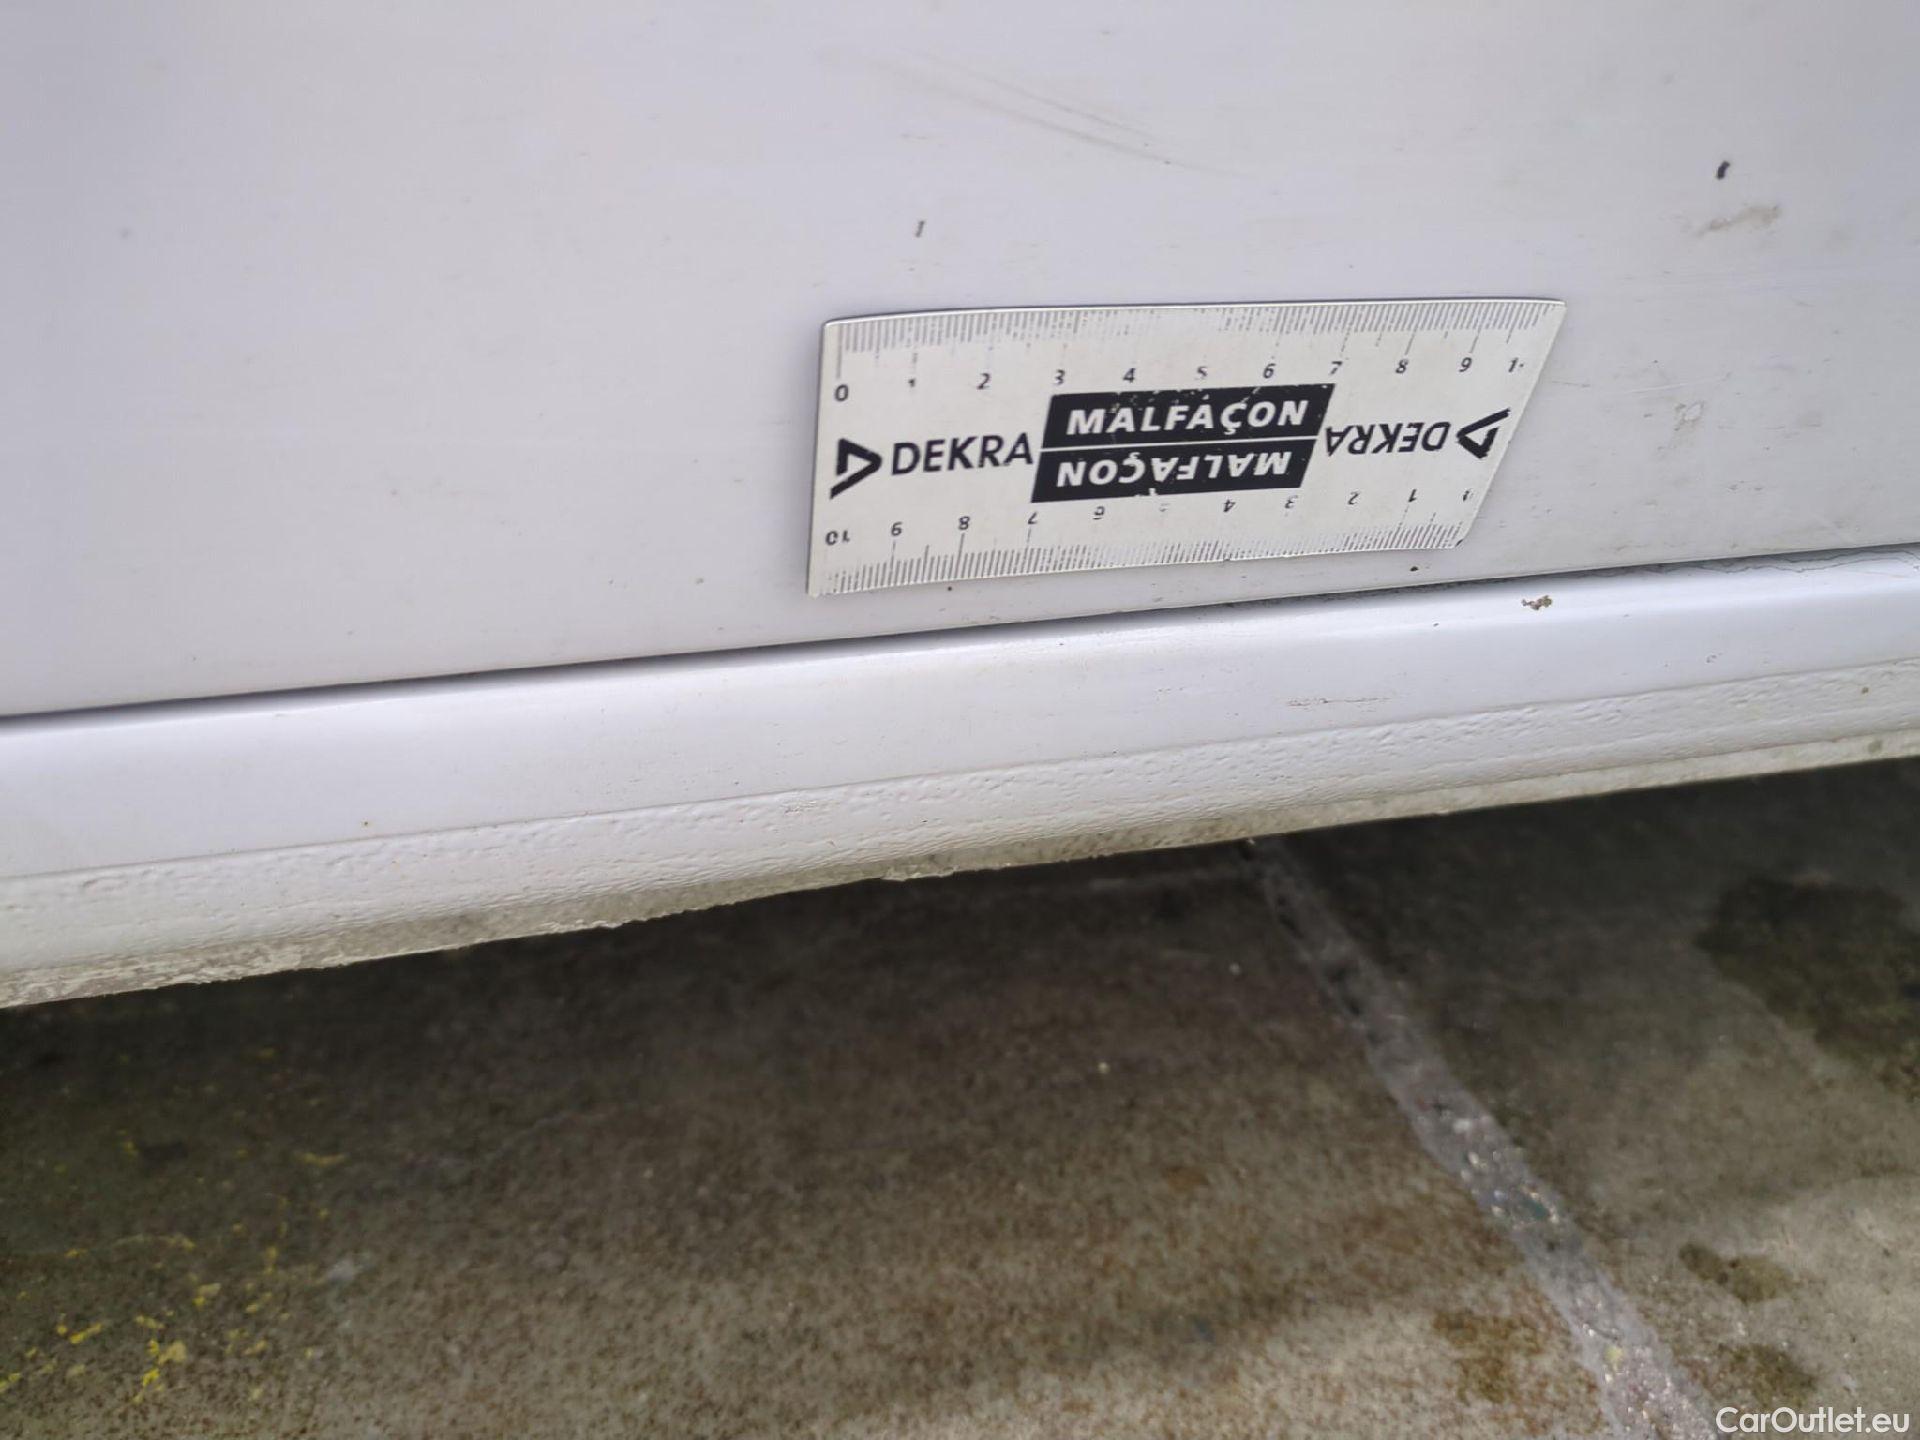 0 1 2 3 4 5 6 7 8 9 1
DEKRA MALFAÇON DEKRA
MALFAÇON
10 9 8 7 6 5 4 3 2 1
CarOutlet.eu